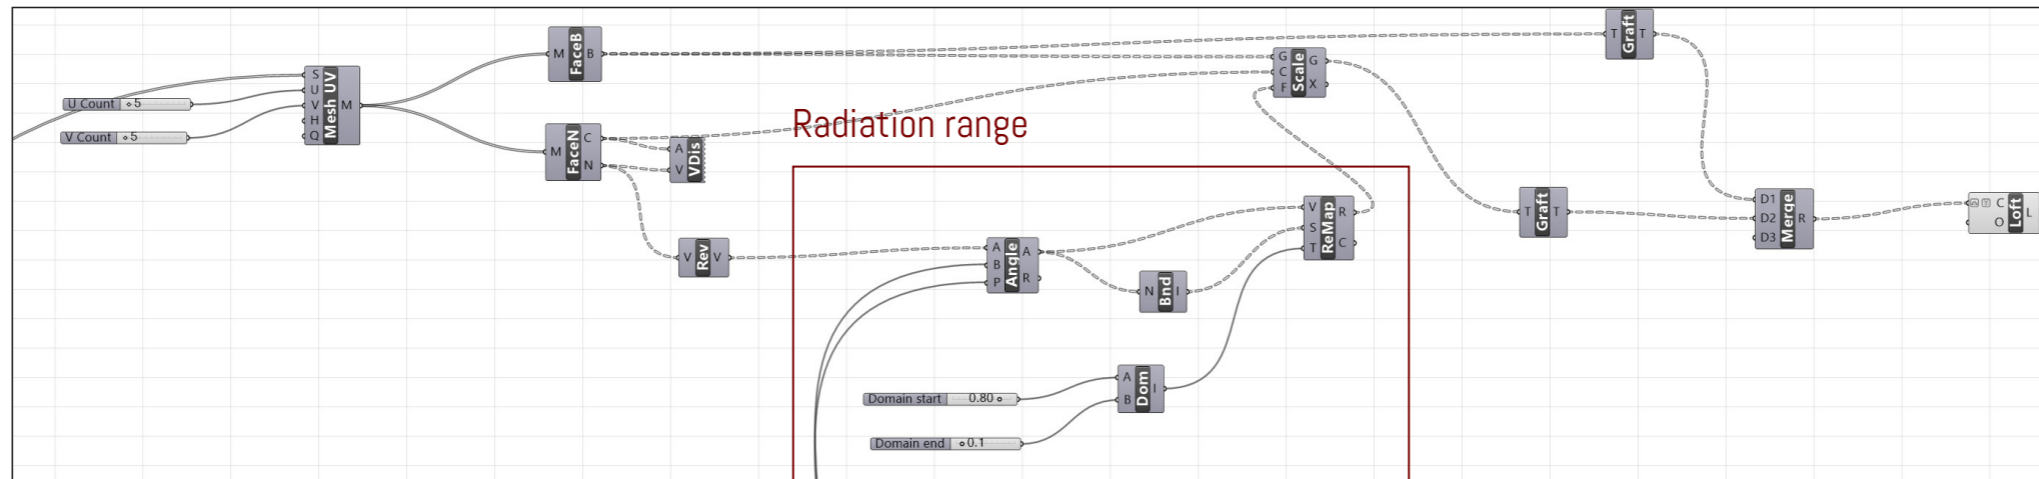 U Count 5
V Count 5
S U V H Q Mesh UV M
M FaceB B
M FaceN C N
A V VDis
V Rev V
Radiation range
A B P Angle A R
N Bnd I
V S T ReMap R C
Domain start 0.80
Domain end 0.1
A B Dom I
G C F Scale G X
T Graft T
T Graft T
D1 D2 D3 Merge R
C O Loft L